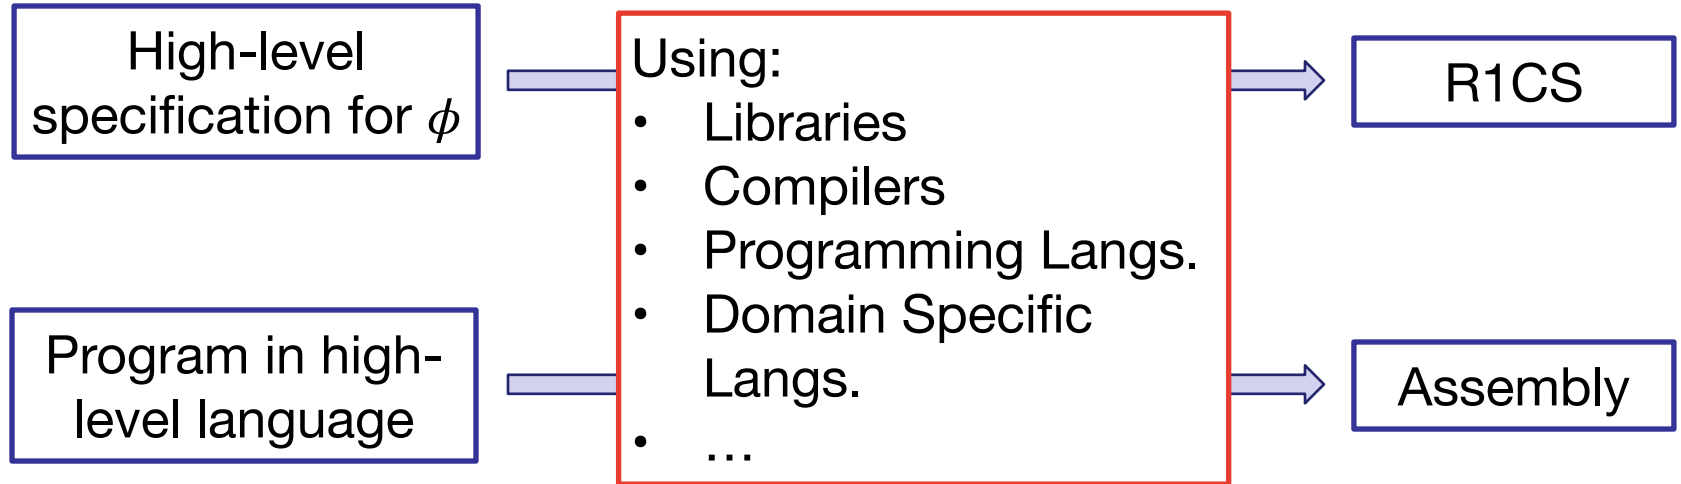 High-level
specification for ϕ
Using:
• Libraries
• Compilers
• Programming Langs.
• Domain Specific
Langs.
• …
R1CS
Program in high-
level language
Assembly